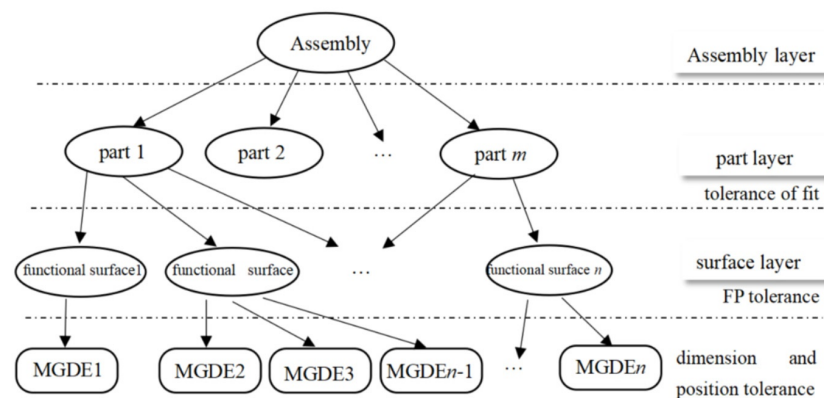 Assembly
Assembly layer
part 1
part 2
...
part m
part layer
tolerance of fit
functional surface1
functional surface
...
functional surface n
surface layer
FP tolerance
MGDE1
MGDE2
MGDE3
MGDEn-1
...
MGDEn
dimension and
position tolerance